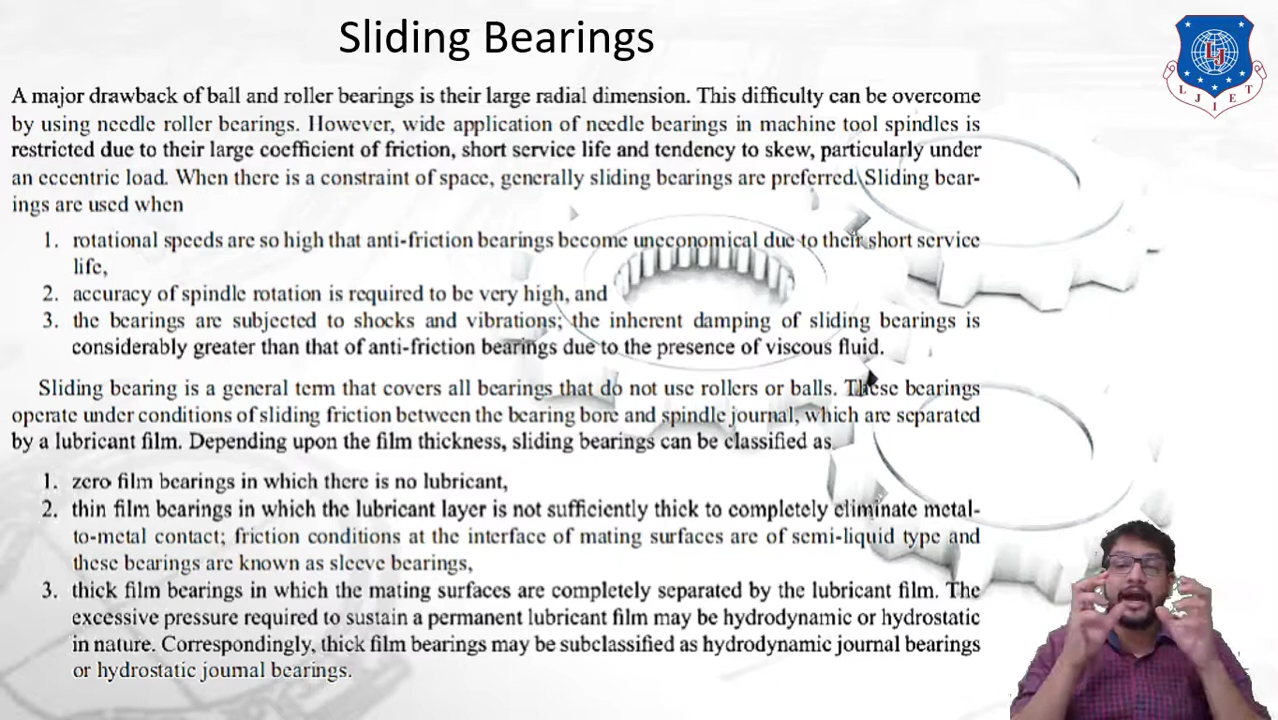 Sliding Bearings
A major drawback of ball and roller bearings is their large radial dimension. This difficulty can be overcome
by using needle roller bearings. However, wide application of needle bearings in machine tool spindles is
restricted due to their large coefficient of friction, short service life and tendency to skew, particularly under
an eccentric load. When there is a constraint of space, generally sliding bearings are preferred. Sliding bear-
ings are used when
1. rotational speeds are so high that anti-friction bearings become uneconomical due to their short service
life,
2. accuracy of spindle rotation is required to be very high, and
3. the bearings are subjected to shocks and vibrations; the inherent damping of sliding bearings is
considerably greater than that of anti-friction bearings due to the presence of viscous fluid.
Sliding bearing is a general term that covers all bearings that do not use rollers or balls. These bearings
operate under conditions of sliding friction between the bearing bore and spindle journal, which are separated
by a lubricant film. Depending upon the film thickness, sliding bearings can be classified as
1. zero film bearings in which there is no lubricant,
2. thin film bearings in which the lubricant layer is not sufficiently thick to completely eliminate metal-
to-metal contact; friction conditions at the interface of mating surfaces are of semi-liquid type and
these bearings are known as sleeve bearings,
3. thick film bearings in which the mating surfaces are completely separated by the lubricant film. The
excessive pressure required to sustain a permanent lubricant film may be hydrodynamic or hydrostatic
in nature. Correspondingly, thick film bearings may be subclassified as hydrodynamic journal bearings
or hydrostatic journal bearings.
LJ
LJIET